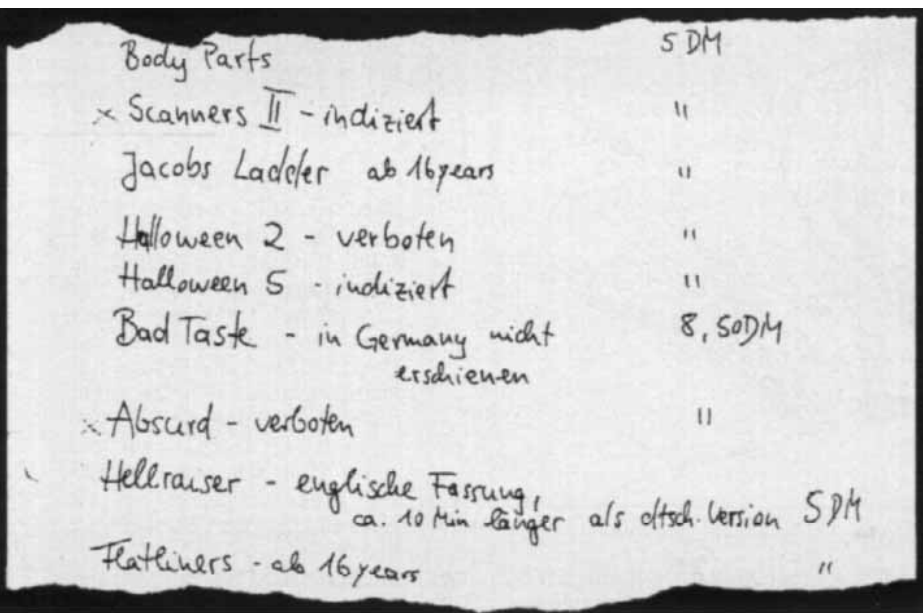 Body Parts 5 DM
x Scanners II - indiziert "
Jacobs Ladder ab 16 years "
Halloween 2 - verboten "
Halloween 5 - indiziert "
Bad Taste - in Germany nicht 8,50DM
erschienen
x Absurd - verboten "
Hellraiser - englische Fassung,
ca. 10 Min länger als dtsch. Version 5 DM
Flatliners - ab 16 years "